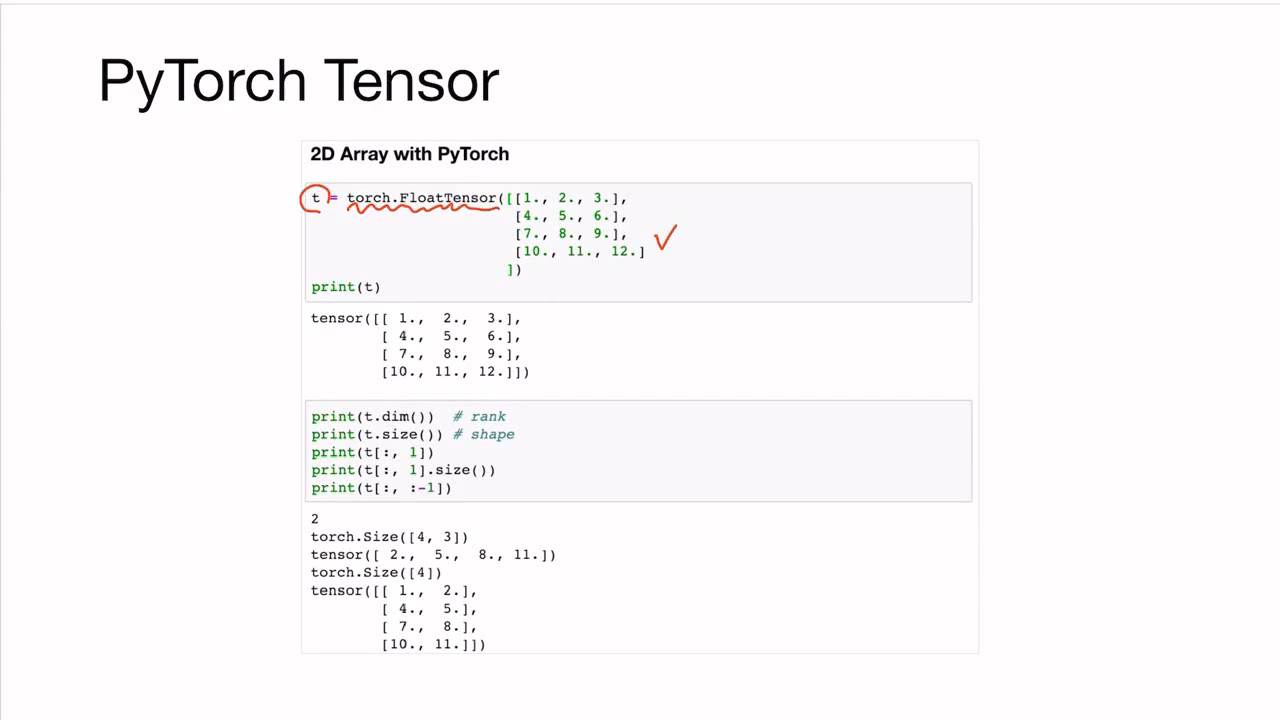 PyTorch Tensor
2D Array with PyTorch
t = torch.FloatTensor([[1., 2., 3.],
[4., 5., 6.],
[7., 8., 9.],
[10., 11., 12.]
])
print(t)
tensor([[ 1., 2., 3.],
[ 4., 5., 6.],
[ 7., 8., 9.],
[10., 11., 12.]])
print(t.dim()) # rank
print(t.size()) # shape
print(t[:, 1])
print(t[:, 1].size())
print(t[:, :-1])
2
torch.Size([4, 3])
tensor([ 2., 5., 8., 11.])
torch.Size([4])
tensor([[ 1., 2.],
[ 4., 5.],
[ 7., 8.],
[10., 11.]])